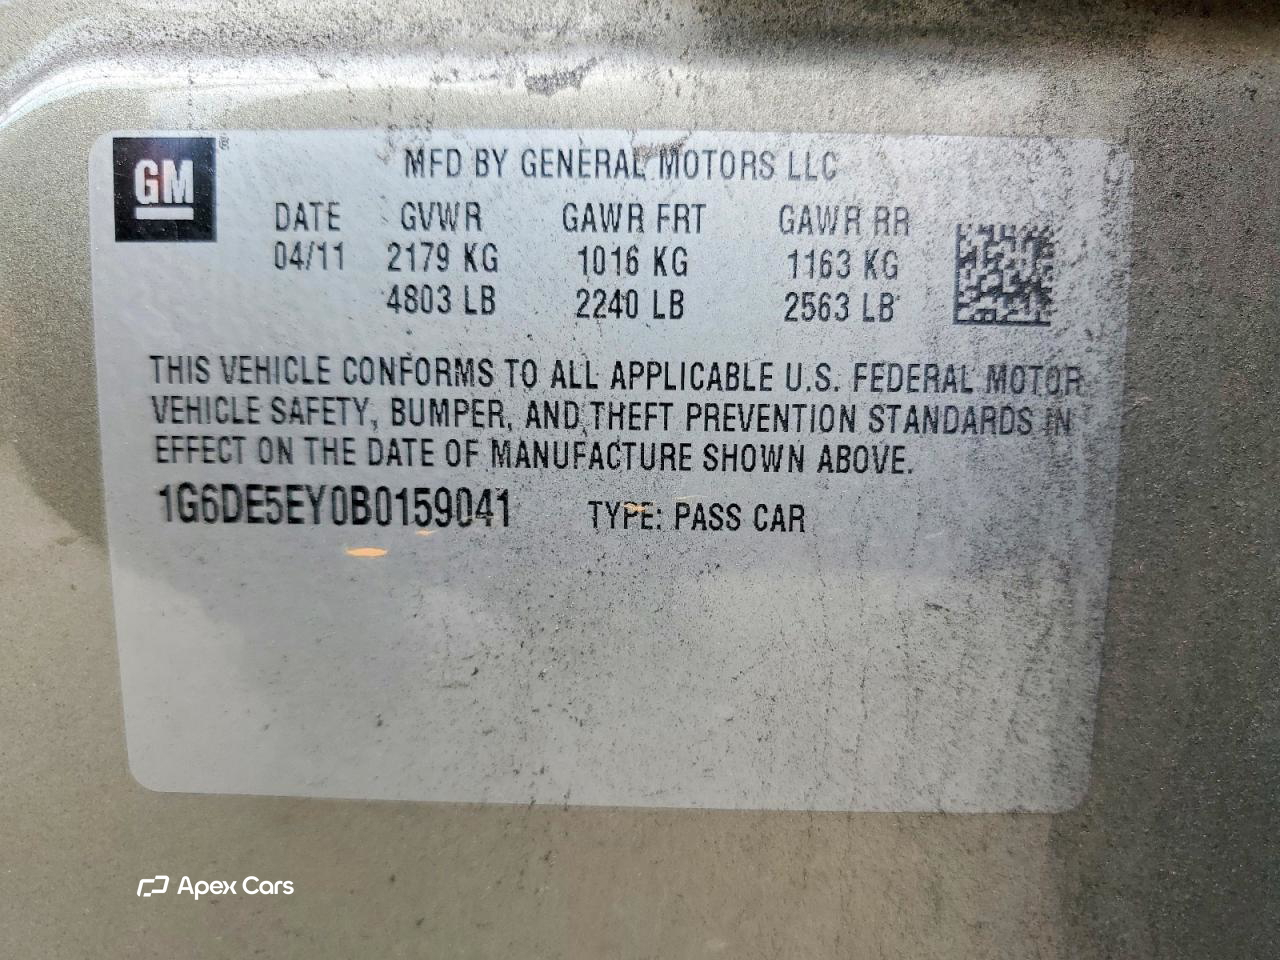 GM ®
MFD BY GENERAL MOTORS LLC
DATE GVWR GAWR FRT GAWR RR
04/11 2179 KG 1016 KG 1163 KG
4803 LB 2240 LB 2563 LB
THIS VEHICLE CONFORMS TO ALL APPLICABLE U.S. FEDERAL MOTOR
VEHICLE SAFETY, BUMPER, AND THEFT PREVENTION STANDARDS IN
EFFECT ON THE DATE OF MANUFACTURE SHOWN ABOVE.
1G6DE5EY0B0159041 TYPE: PASS CAR
Apex Cars